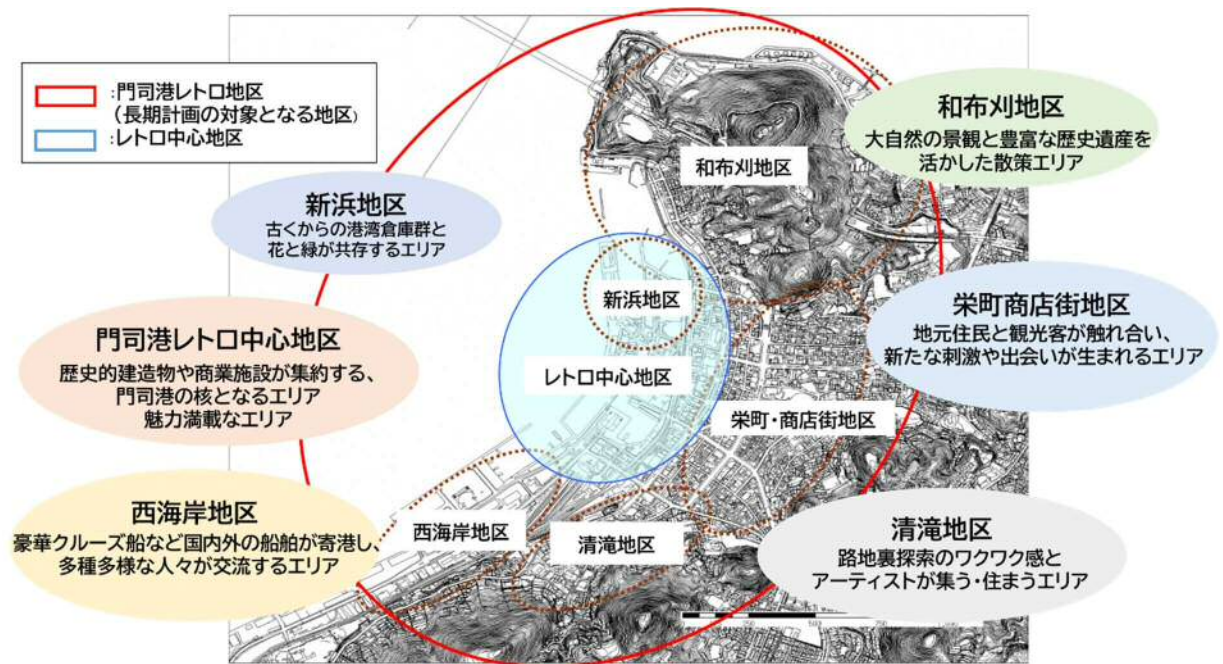 :門司港レトロ地区
(長期計画の対象となる地区)
:レトロ中心地区
和布刈地区
大自然の景観と豊富な歴史遺産を
活かした散策エリア
新浜地区
古くからの港湾倉庫群と
花と緑が共存するエリア
門司港レトロ中心地区
歴史的建造物や商業施設が集約する、
門司港の核となるエリア
魅力満載なエリア
栄町商店街地区
地元住民と観光客が触れ合い、
新たな刺激や出会いが生まれるエリア
西海岸地区
豪華クルーズ船など国内外の船舶が寄港し、
多種多様な人々が交流するエリア
清滝地区
路地裏探索のワクワク感と
アーティストが集う・住まうエリア
和布刈地区
新浜地区
レトロ中心地区
栄町・商店街地区
西海岸地区
清滝地区
250
500
750